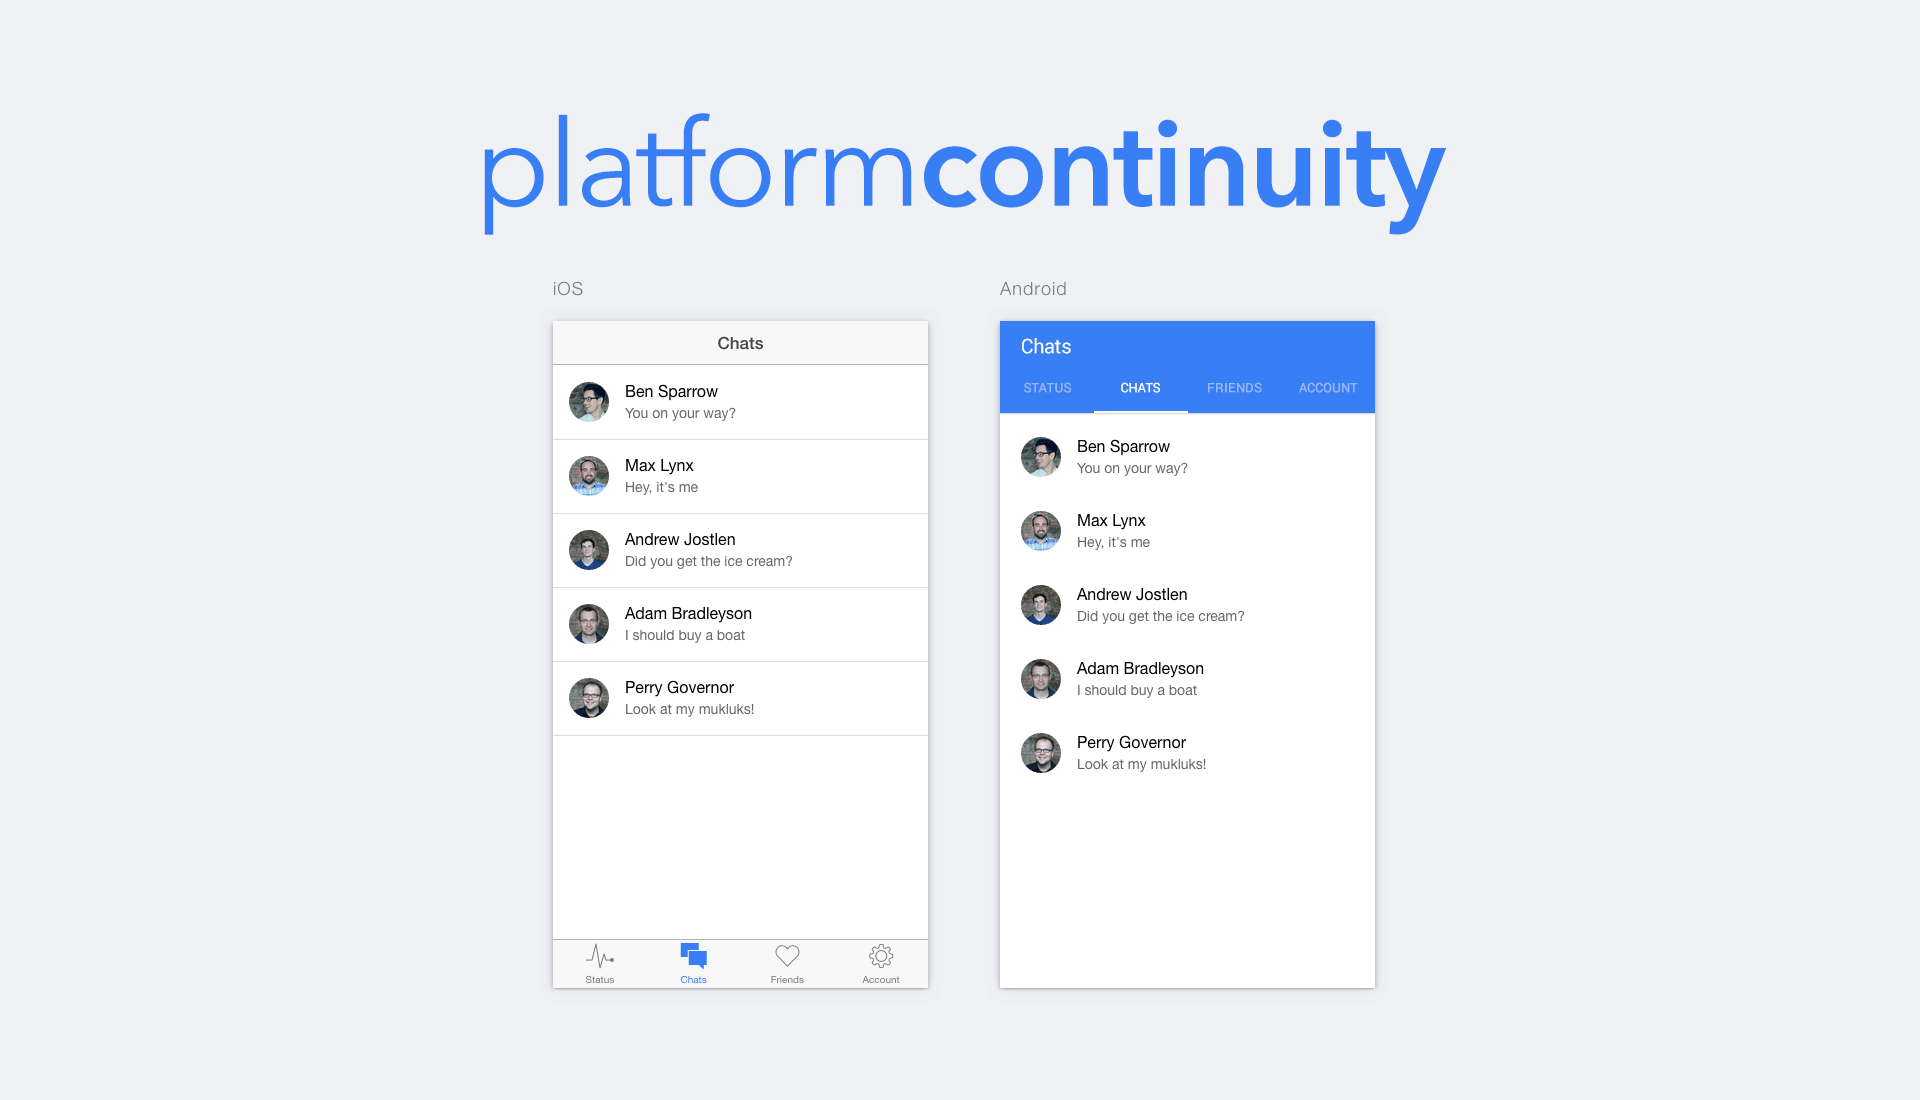 platformcontinuity
iOS
Chats
Ben Sparrow
You on your way?
Max Lynx
Hey, it's me
Andrew Jostlen
Did you get the ice cream?
Adam Bradleyson
I should buy a boat
Perry Governor
Look at my mukluks!
Status Chats Friends Account
Android
Chats
STATUS CHATS FRIENDS ACCOUNT
Ben Sparrow
You on your way?
Max Lynx
Hey, it's me
Andrew Jostlen
Did you get the ice cream?
Adam Bradleyson
I should buy a boat
Perry Governor
Look at my mukluks!